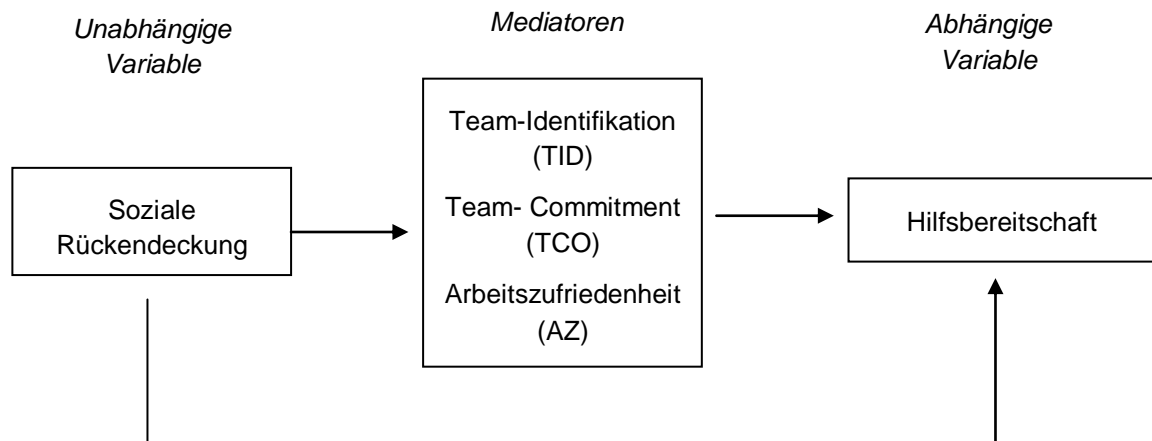 Unabhängige
Variable
Mediatoren
Abhängige
Variable
Soziale
Rückendeckung
Team-Identifikation
(TID)
Team- Commitment
(TCO)
Arbeitszufriedenheit
(AZ)
Hilfsbereitschaft